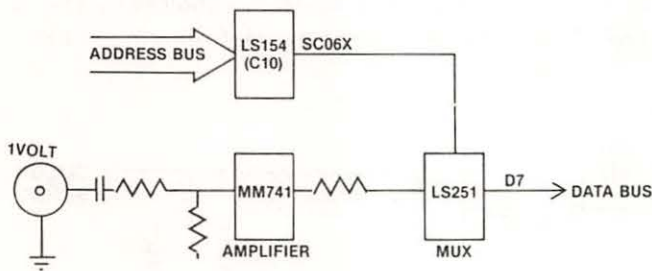 ADDRESS BUS
LS154
(C10)
SC06X
1VOLT
MM741
AMPLIFIER
LS251
MUX
D7
DATA BUS